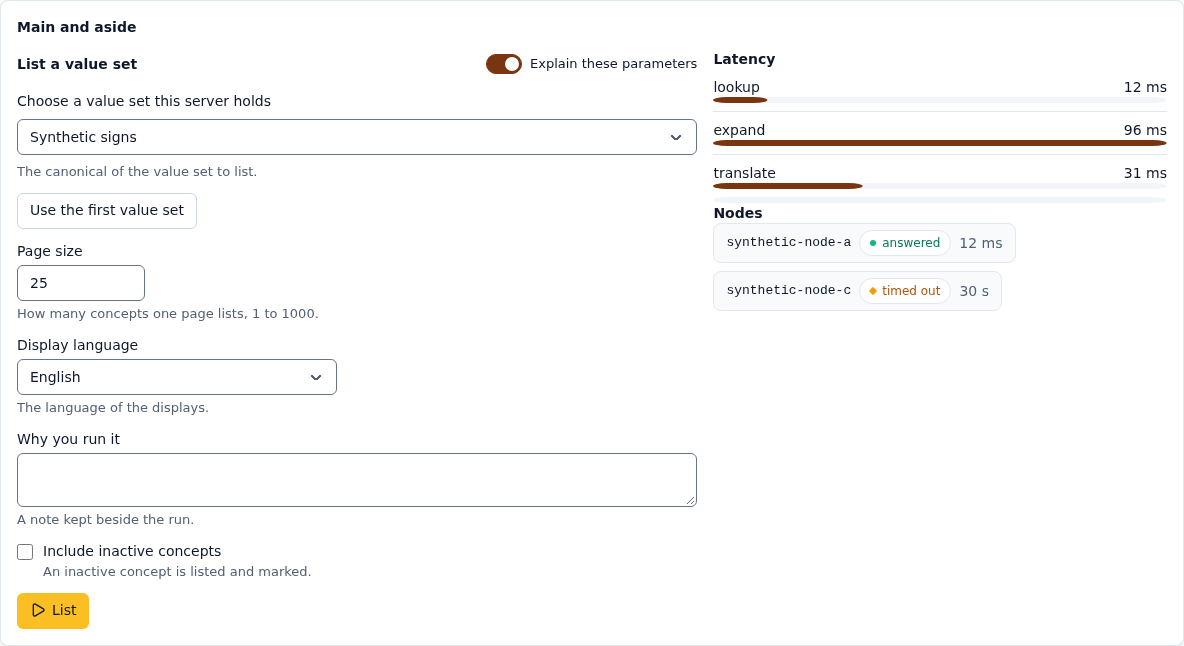 Main and aside
List a value set
Explain these parameters
Choose a value set this server holds
Synthetic signs
The canonical of the value set to list.
Use the first value set
Page size
25
How many concepts one page lists, 1 to 1000.
Display language
English
The language of the displays.
Why you run it
A note kept beside the run.
Include inactive concepts
An inactive concept is listed and marked.
List
Latency
lookup 12 ms
expand 96 ms
translate 31 ms
Nodes
synthetic-node-a answered 12 ms
synthetic-node-c timed out 30 s